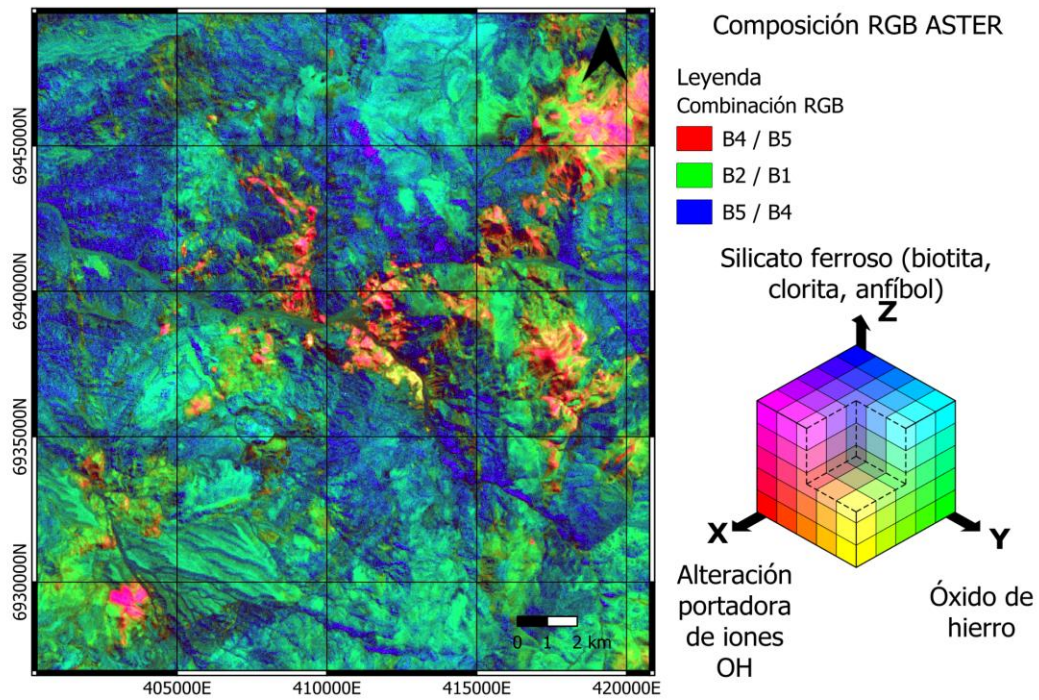 Composición RGB ASTER
Leyenda
Combinación RGB
B4 / B5
B2 / B1
B5 / B4
Silicato ferroso (biotita,
clorita, anfíbol)
Z
X
Y
Alteración
portadora
de iones
OH
Óxido de
hierro
6945000N
6940000N
6935000N
6930000N
0 1 2 km
405000E 410000E 415000E 420000E